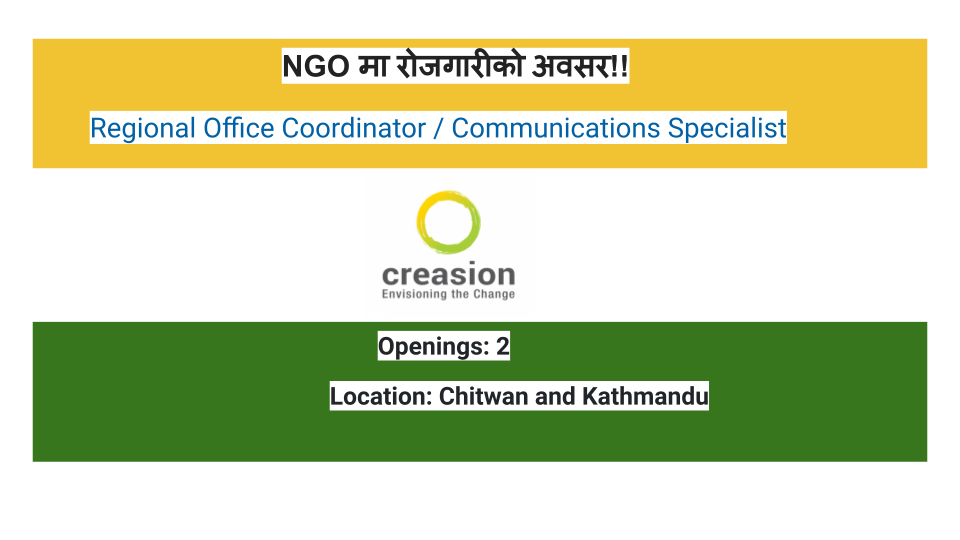 NGO मा रोजगारीको अवसर!!
Regional Office Coordinator / Communications Specialist
creasion
Envisioning the Change
Openings: 2
Location: Chitwan and Kathmandu